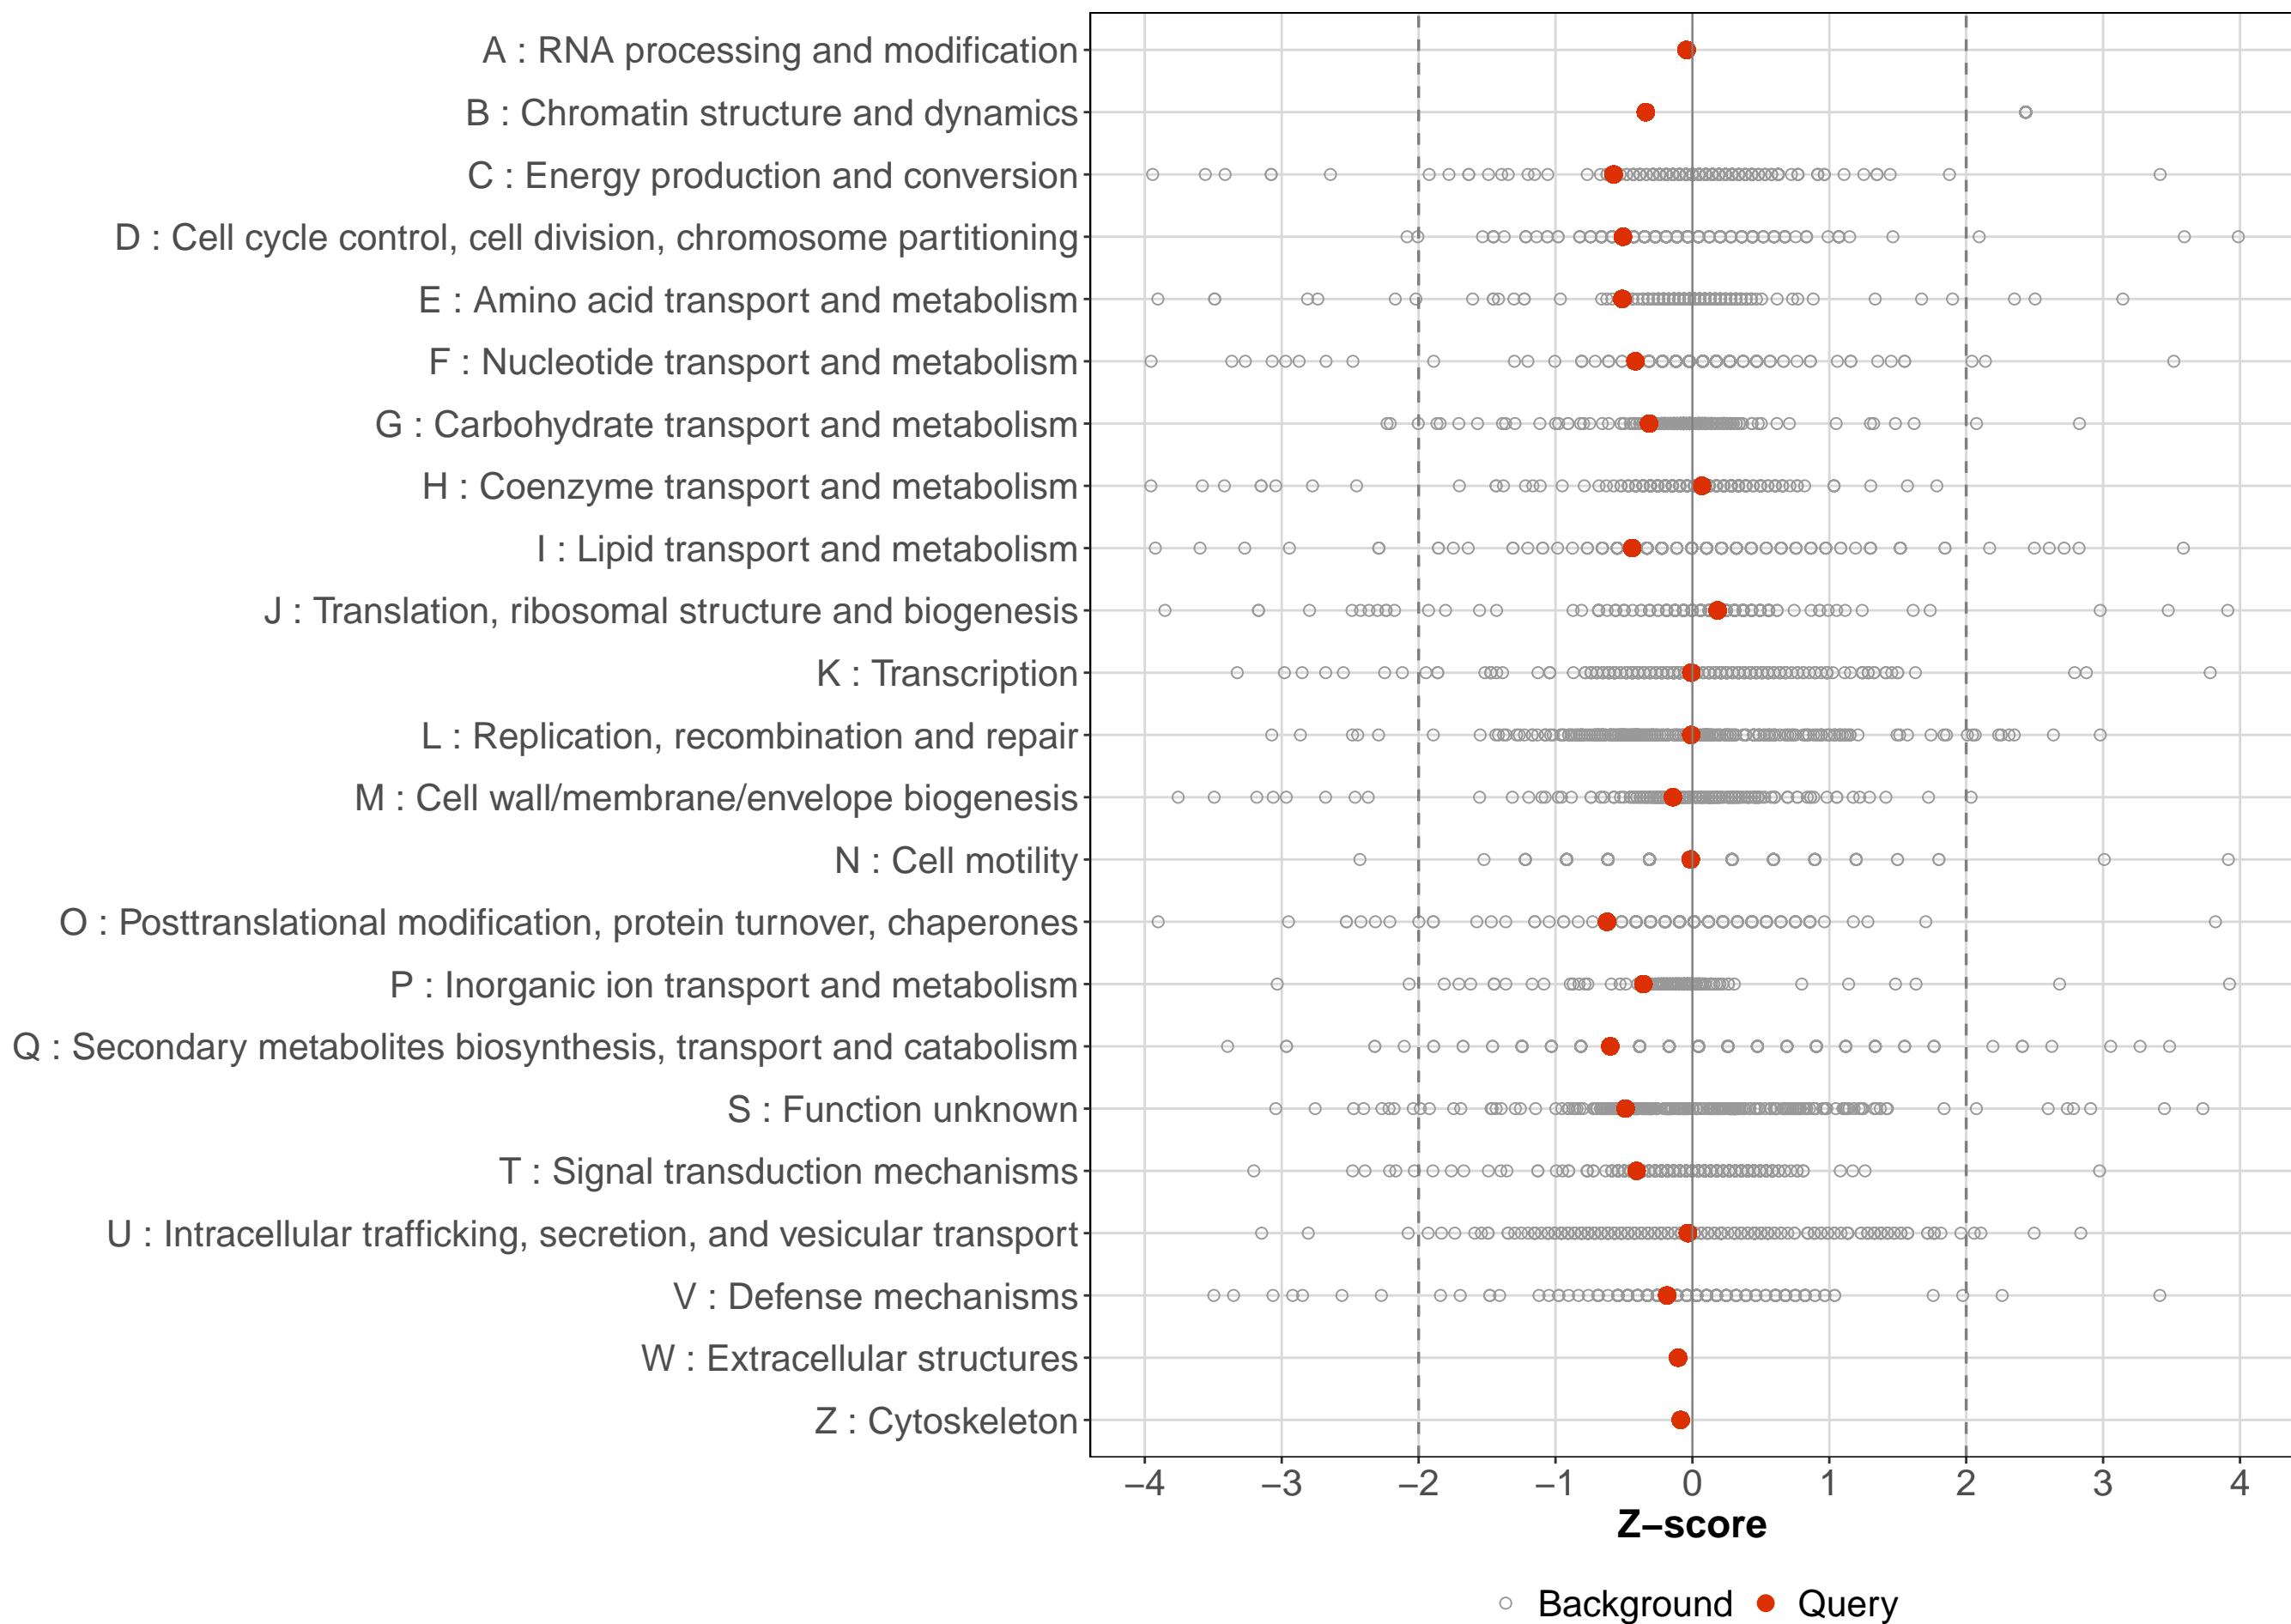 A : RNA processing and modification
B : Chromatin structure and dynamics
C : Energy production and conversion
D : Cell cycle control, cell division, chromosome partitioning
E : Amino acid transport and metabolism
F : Nucleotide transport and metabolism
G : Carbohydrate transport and metabolism
H : Coenzyme transport and metabolism
I : Lipid transport and metabolism
J : Translation, ribosomal structure and biogenesis
K : Transcription
L : Replication, recombination and repair
M : Cell wall/membrane/envelope biogenesis
N : Cell motility
O : Posttranslational modification, protein turnover, chaperones
P : Inorganic ion transport and metabolism
Q : Secondary metabolites biosynthesis, transport and catabolism
S : Function unknown
T : Signal transduction mechanisms
U : Intracellular trafficking, secretion, and vesicular transport
V : Defense mechanisms
W : Extracellular structures
Z : Cytoskeleton
−4 −3 −2 −1 0 1 2 3 4
Z−score
Background Query